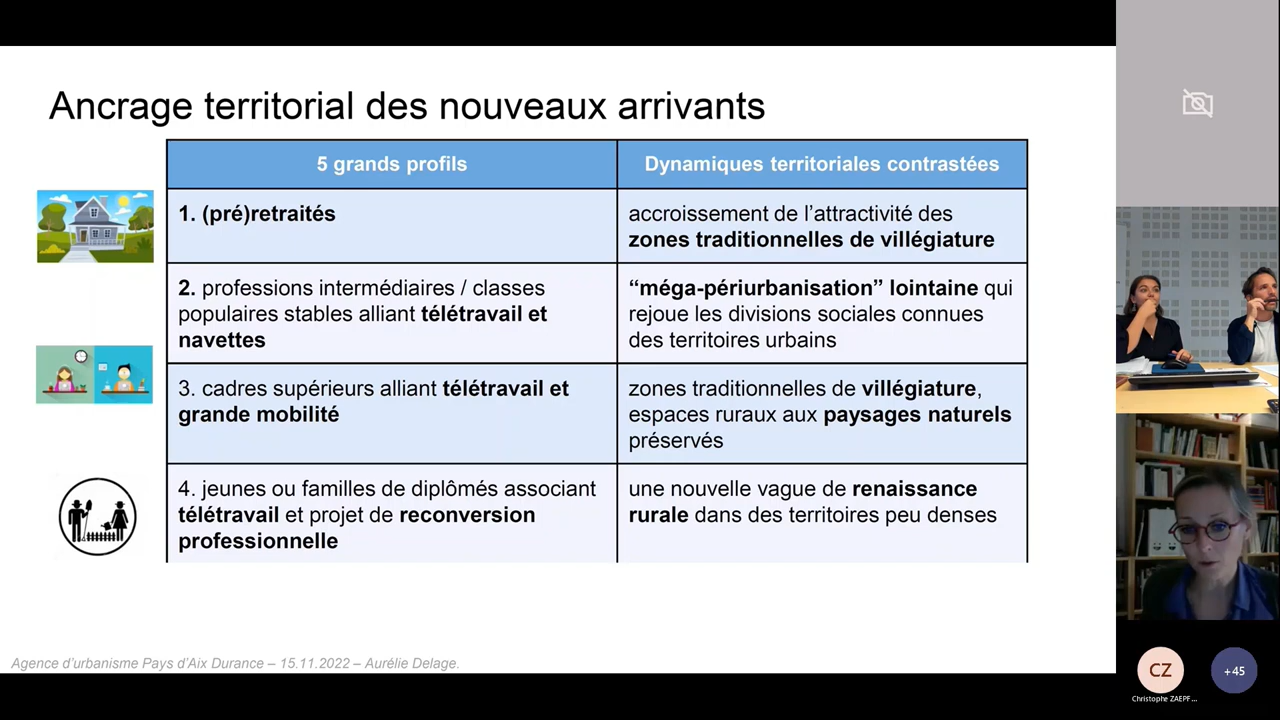 Ancrage territorial des nouveaux arrivants
5 grands profils
Dynamiques territoriales contrastées
1. (pré)retraités
accroissement de l’attractivité des
zones traditionnelles de villégiature
2. professions intermédiaires / classes
populaires stables alliant télétravail et
navettes
“méga-périurbanisation” lointaine qui
rejoue les divisions sociales connues
des territoires urbains
3. cadres supérieurs alliant télétravail et
grande mobilité
zones traditionnelles de villégiature,
espaces ruraux aux paysages naturels
préservés
4. jeunes ou familles de diplômés associant
télétravail et projet de reconversion
professionnelle
une nouvelle vague de renaissance
rurale dans des territoires peu denses
Agence d’urbanisme Pays d’Aix Durance – 15.11.2022 – Aurélie Delage.
CZ
+45
Christophe ZAEPF...